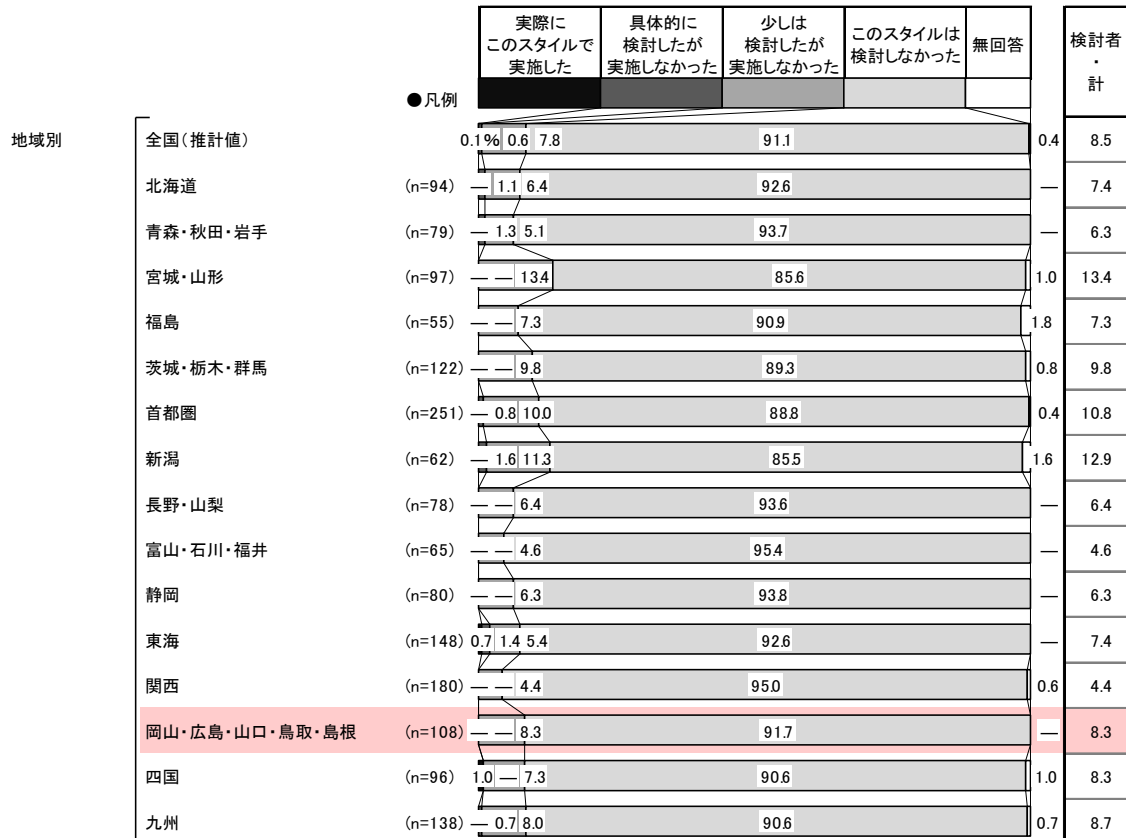 実際に
このスタイルで
実施した
具体的に
検討したが
実施しなかった
少しは
検討したが
実施しなかった
このスタイルは
検討しなかった
無回答
検討者
・
計
●凡例
地域別
全国(推計値) 0.1% 0.6 7.8 91.1 0.4 8.5
北海道 (n=94) — 1.1 6.4 92.6 — 7.4
青森・秋田・岩手 (n=79) — 1.3 5.1 93.7 — 6.3
宮城・山形 (n=97) — — 13.4 85.6 1.0 13.4
福島 (n=55) — — 7.3 90.9 1.8 7.3
茨城・栃木・群馬 (n=122) — — 9.8 89.3 0.8 9.8
首都圏 (n=251) — 0.8 10.0 88.8 0.4 10.8
新潟 (n=62) — 1.6 11.3 85.5 1.6 12.9
長野・山梨 (n=78) — — 6.4 93.6 — 6.4
富山・石川・福井 (n=65) — — 4.6 95.4 — 4.6
静岡 (n=80) — — 6.3 93.8 — 6.3
東海 (n=148) 0.7 1.4 5.4 92.6 — 7.4
関西 (n=180) — — 4.4 95.0 0.6 4.4
岡山・広島・山口・鳥取・島根 (n=108) — — 8.3 91.7 — 8.3
四国 (n=96) 1.0 — 7.3 90.6 1.0 8.3
九州 (n=138) — 0.7 8.0 90.6 0.7 8.7